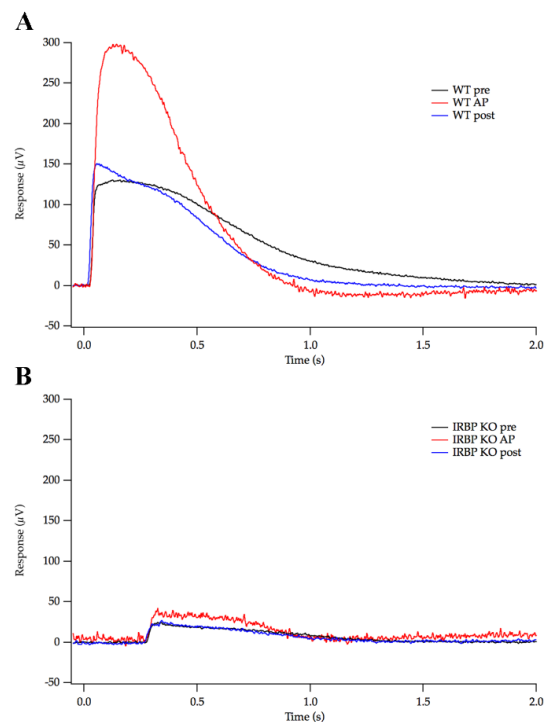 A
300
250
200
150
100
50
0
-50
Response (µV)
WT pre
WT AP
WT post
0.0 0.5 1.0 1.5 2.0
Time (s)
B
300
250
200
150
100
50
0
-50
Response (µV)
IRBP KO pre
IRBP KO AP
IRBP KO post
0.0 0.5 1.0 1.5 2.0
Time (s)